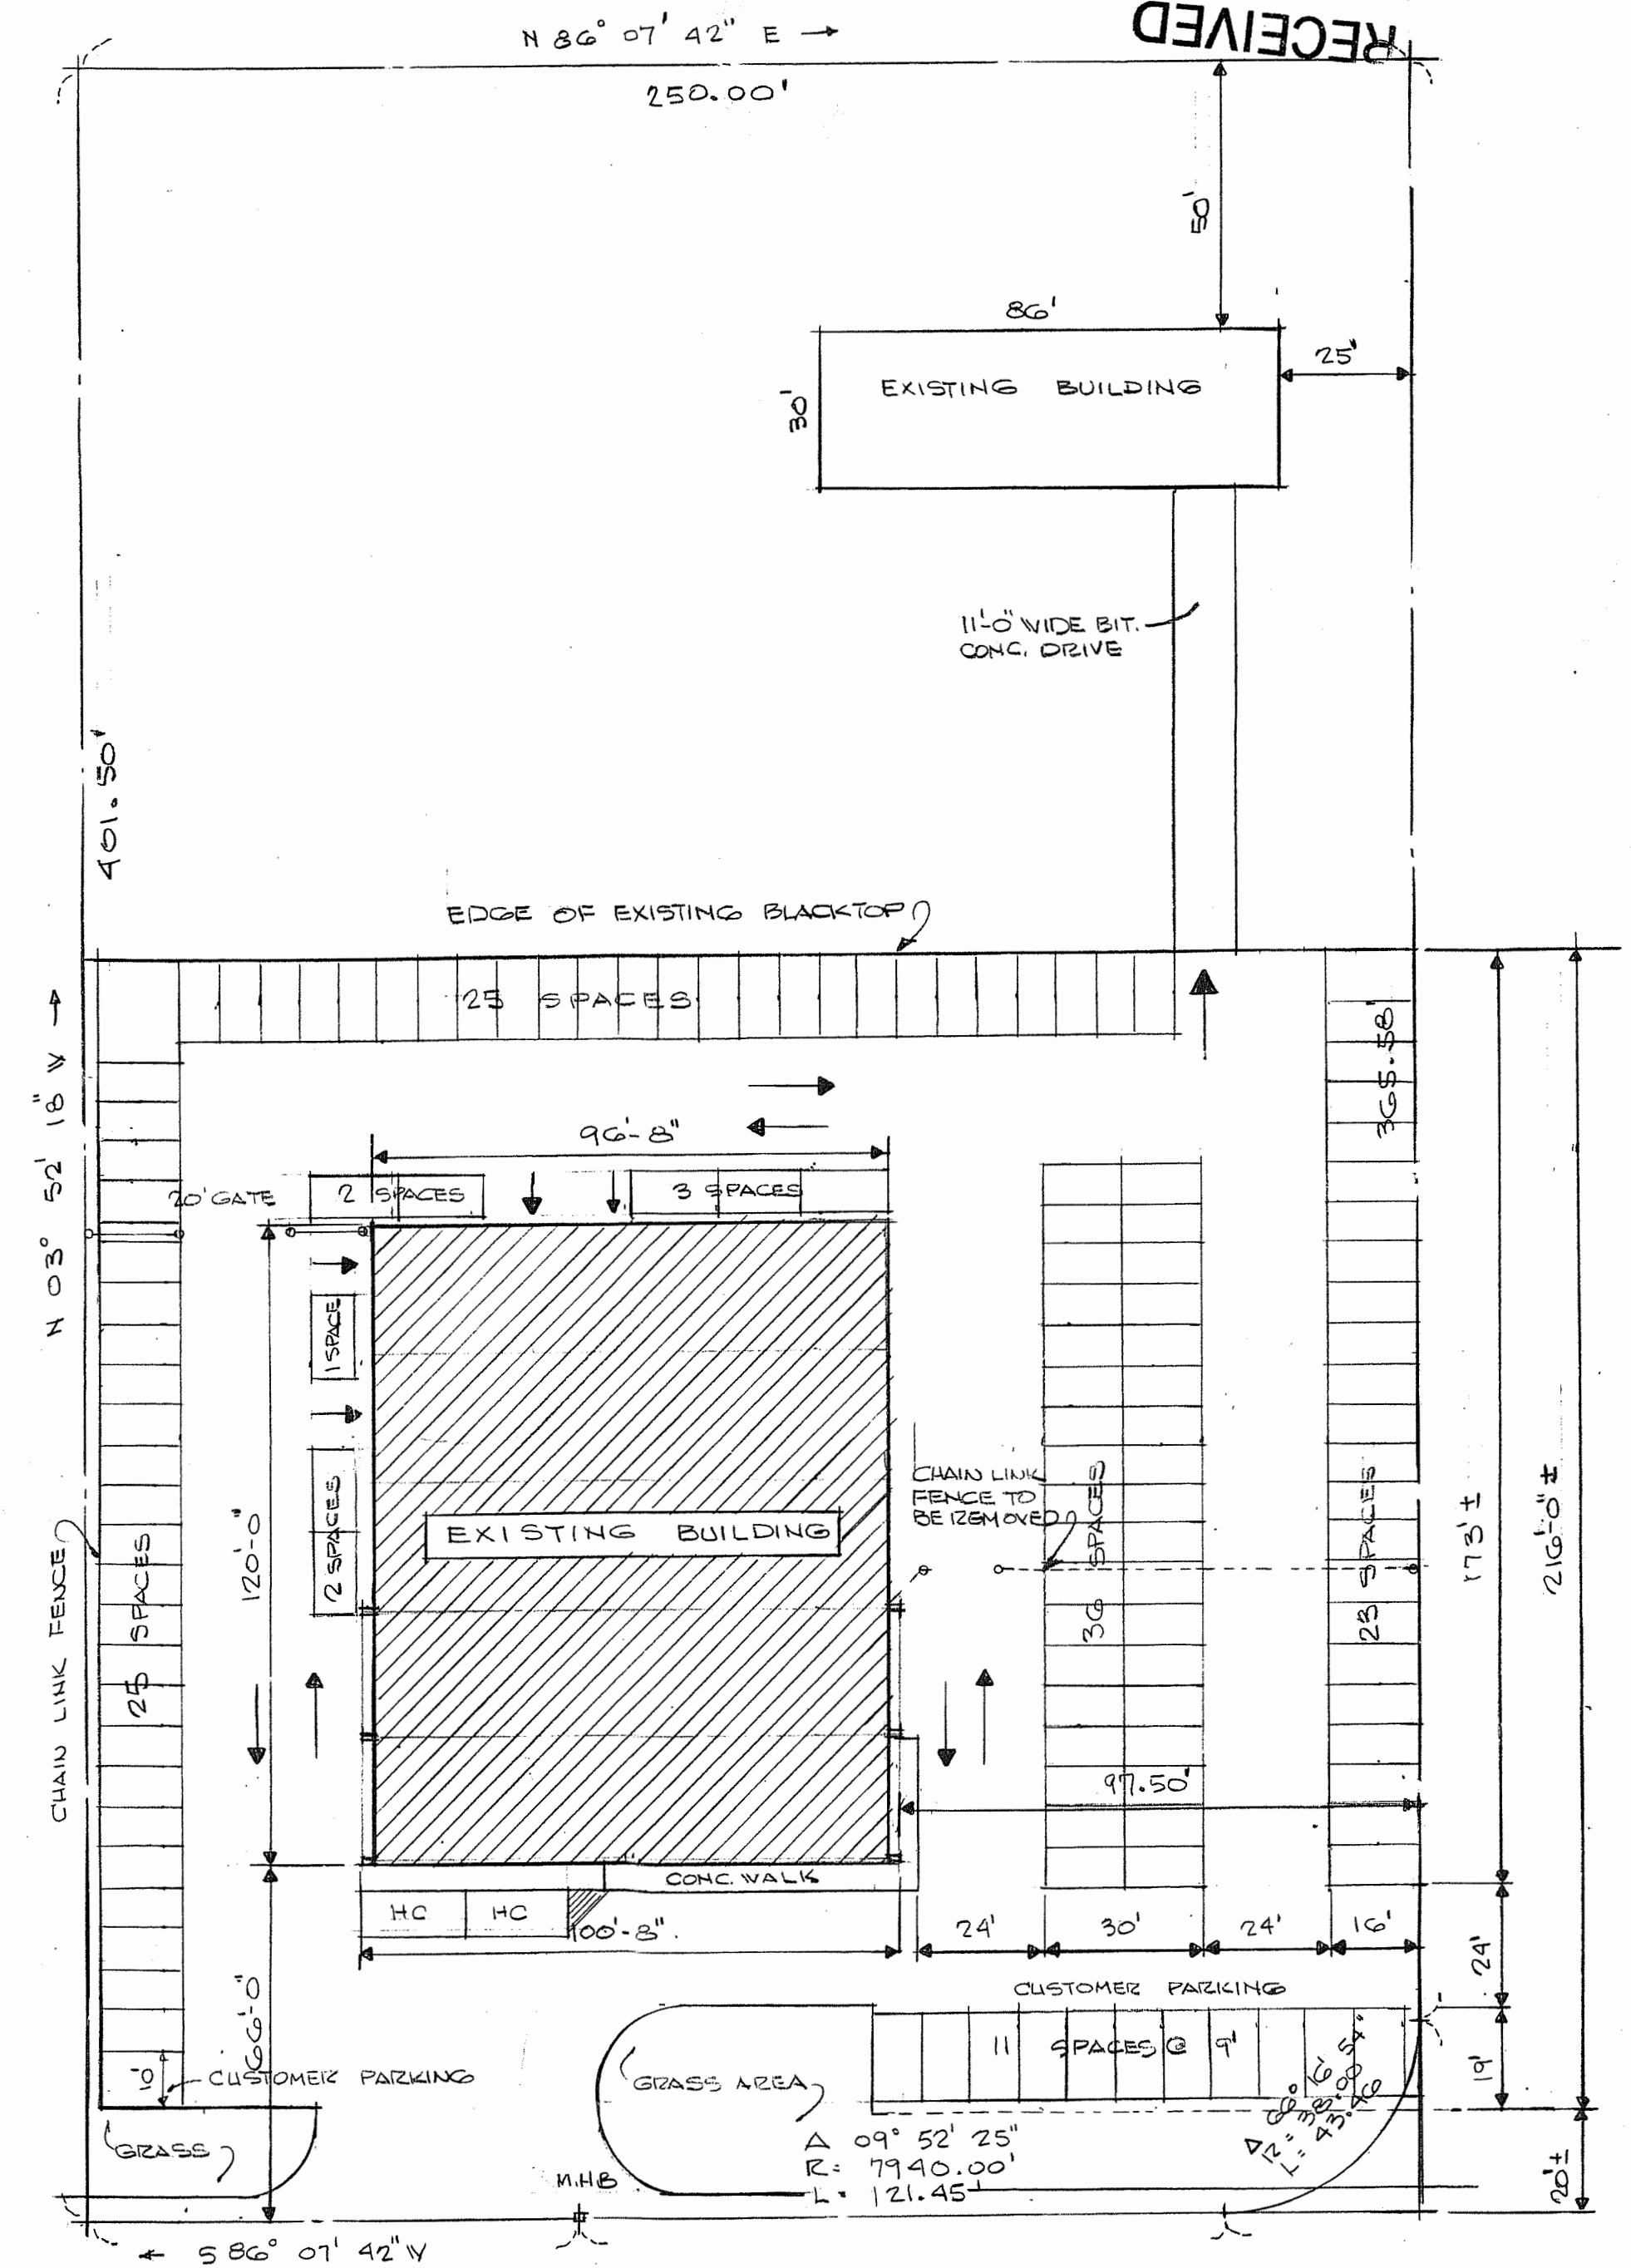 RECEIVED
N 86° 07' 42" E →
250.00'
50'
86'
25'
30'
EXISTING BUILDING
11'-0" WIDE BIT.
CONC. DRIVE
401.50'
EDGE OF EXISTING BLACKTOP
25 SPACES
365.58'
N 03° 52' 18" W →
96'-8"
20' GATE
2 SPACES
3 SPACES
1 SPACE
2 SPACES
CHAIN LINK
FENCE TO
BE REMOVED
EXISTING BUILDING
36 SPACES
23 SPACES
173'±
216'-0"±
120'-0"
CHAIN LINK FENCE
25 SPACES
97.50'
CONC. WALK
HC HC
100'-8"
24' 30' 24' 16'
24'
CUSTOMER PARKING
11 SPACES @ 9'
19'
66'-0"
CUSTOMER PARKING
GRASS AREA
GRASS
Δ 09° 52' 25"
R= 7940.00'
L= 121.45'
R= 38.00
L= 43.46
M.H.B
20'±
← S 86° 07' 42" W